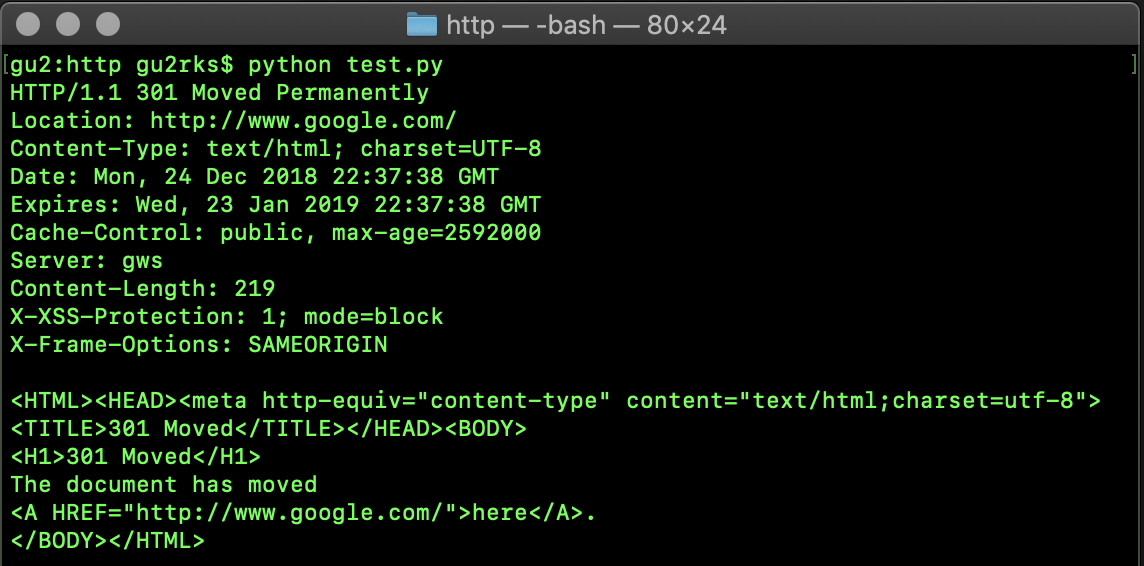 http — -bash — 80×24
[gu2:http gu2rks$ python test.py ]
HTTP/1.1 301 Moved Permanently
Location: http://www.google.com/
Content-Type: text/html; charset=UTF-8
Date: Mon, 24 Dec 2018 22:37:38 GMT
Expires: Wed, 23 Jan 2019 22:37:38 GMT
Cache-Control: public, max-age=2592000
Server: gws
Content-Length: 219
X-XSS-Protection: 1; mode=block
X-Frame-Options: SAMEORIGIN

<HTML><HEAD><meta http-equiv="content-type" content="text/html;charset=utf-8">
<TITLE>301 Moved</TITLE></HEAD><BODY>
<H1>301 Moved</H1>
The document has moved
<A HREF="http://www.google.com/">here</A>.
</BODY></HTML>